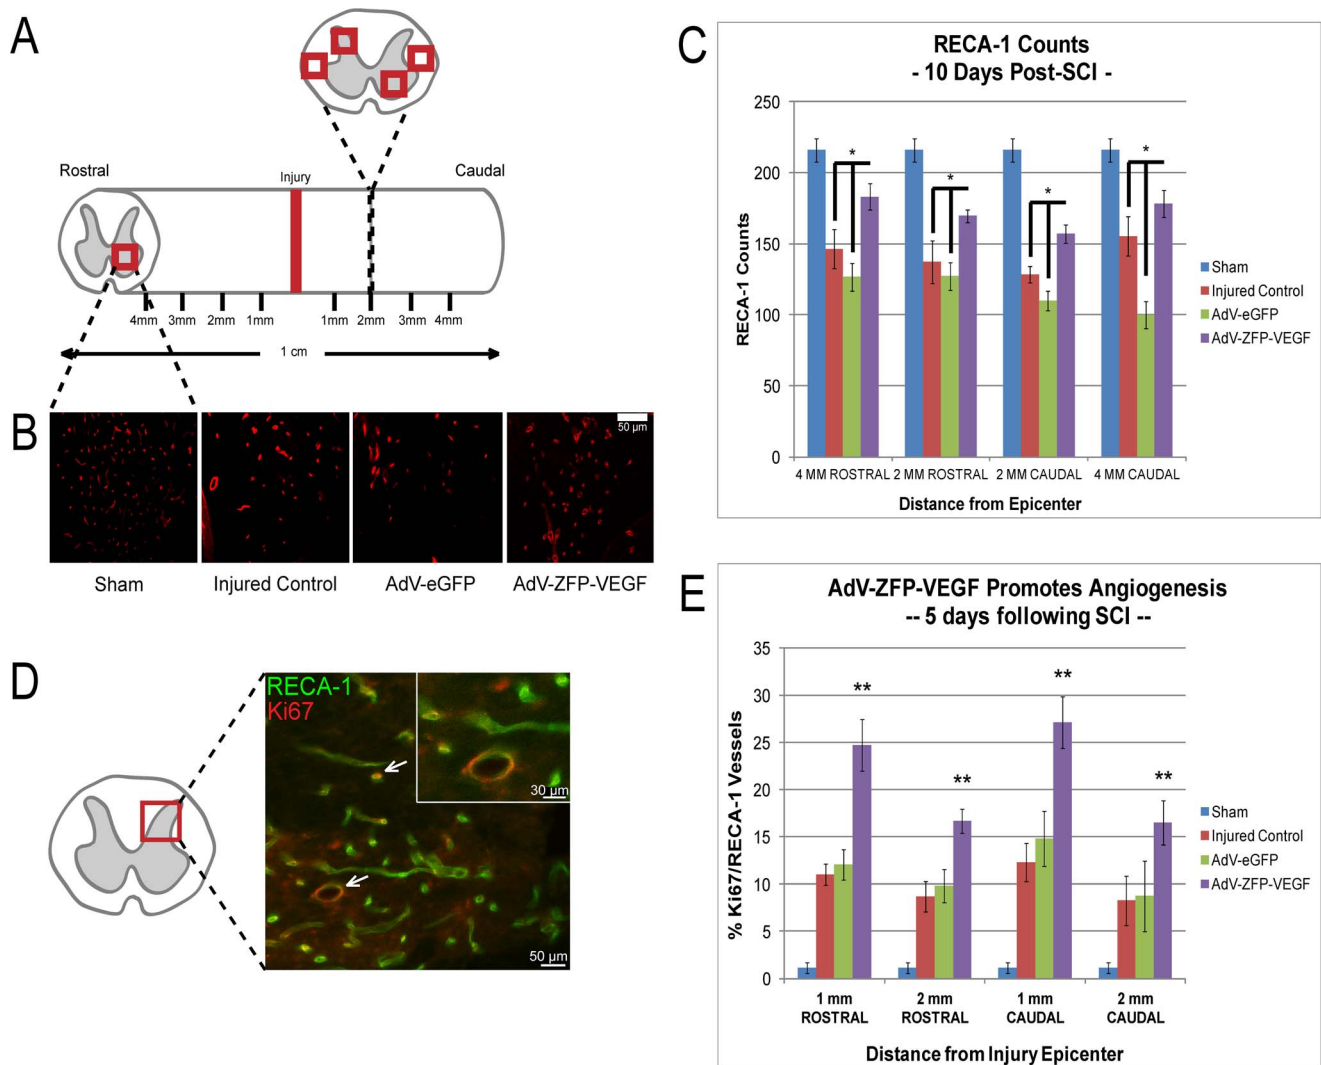 A
Rostral
Injury
Caudal
4mm 3mm 2mm 1mm 1mm 2mm 3mm 4mm
1 cm
B
50 µm
Sham Injured Control AdV-eGFP AdV-ZFP-VEGF
C
RECA-1 Counts
- 10 Days Post-SCI -
250
200
150
100
50
0
RECA-1 Counts
* * * *
4 MM ROSTRAL 2 MM ROSTRAL 2 MM CAUDAL 4 MM CAUDAL
Distance from Epicenter
Sham
Injured Control
AdV-eGFP
AdV-ZFP-VEGF
D
RECA-1
Ki67
30 µm
50 µm
E
AdV-ZFP-VEGF Promotes Angiogenesis
-- 5 days following SCI --
35
30
25
20
15
10
5
0
% Ki67/RECA-1 Vessels
** ** ** **
1 mm ROSTRAL
2 mm ROSTRAL
1 mm CAUDAL
2 mm CAUDAL
Distance from Injury Epicenter
Sham
Injured Control
AdV-eGFP
AdV-ZFP-VEGF